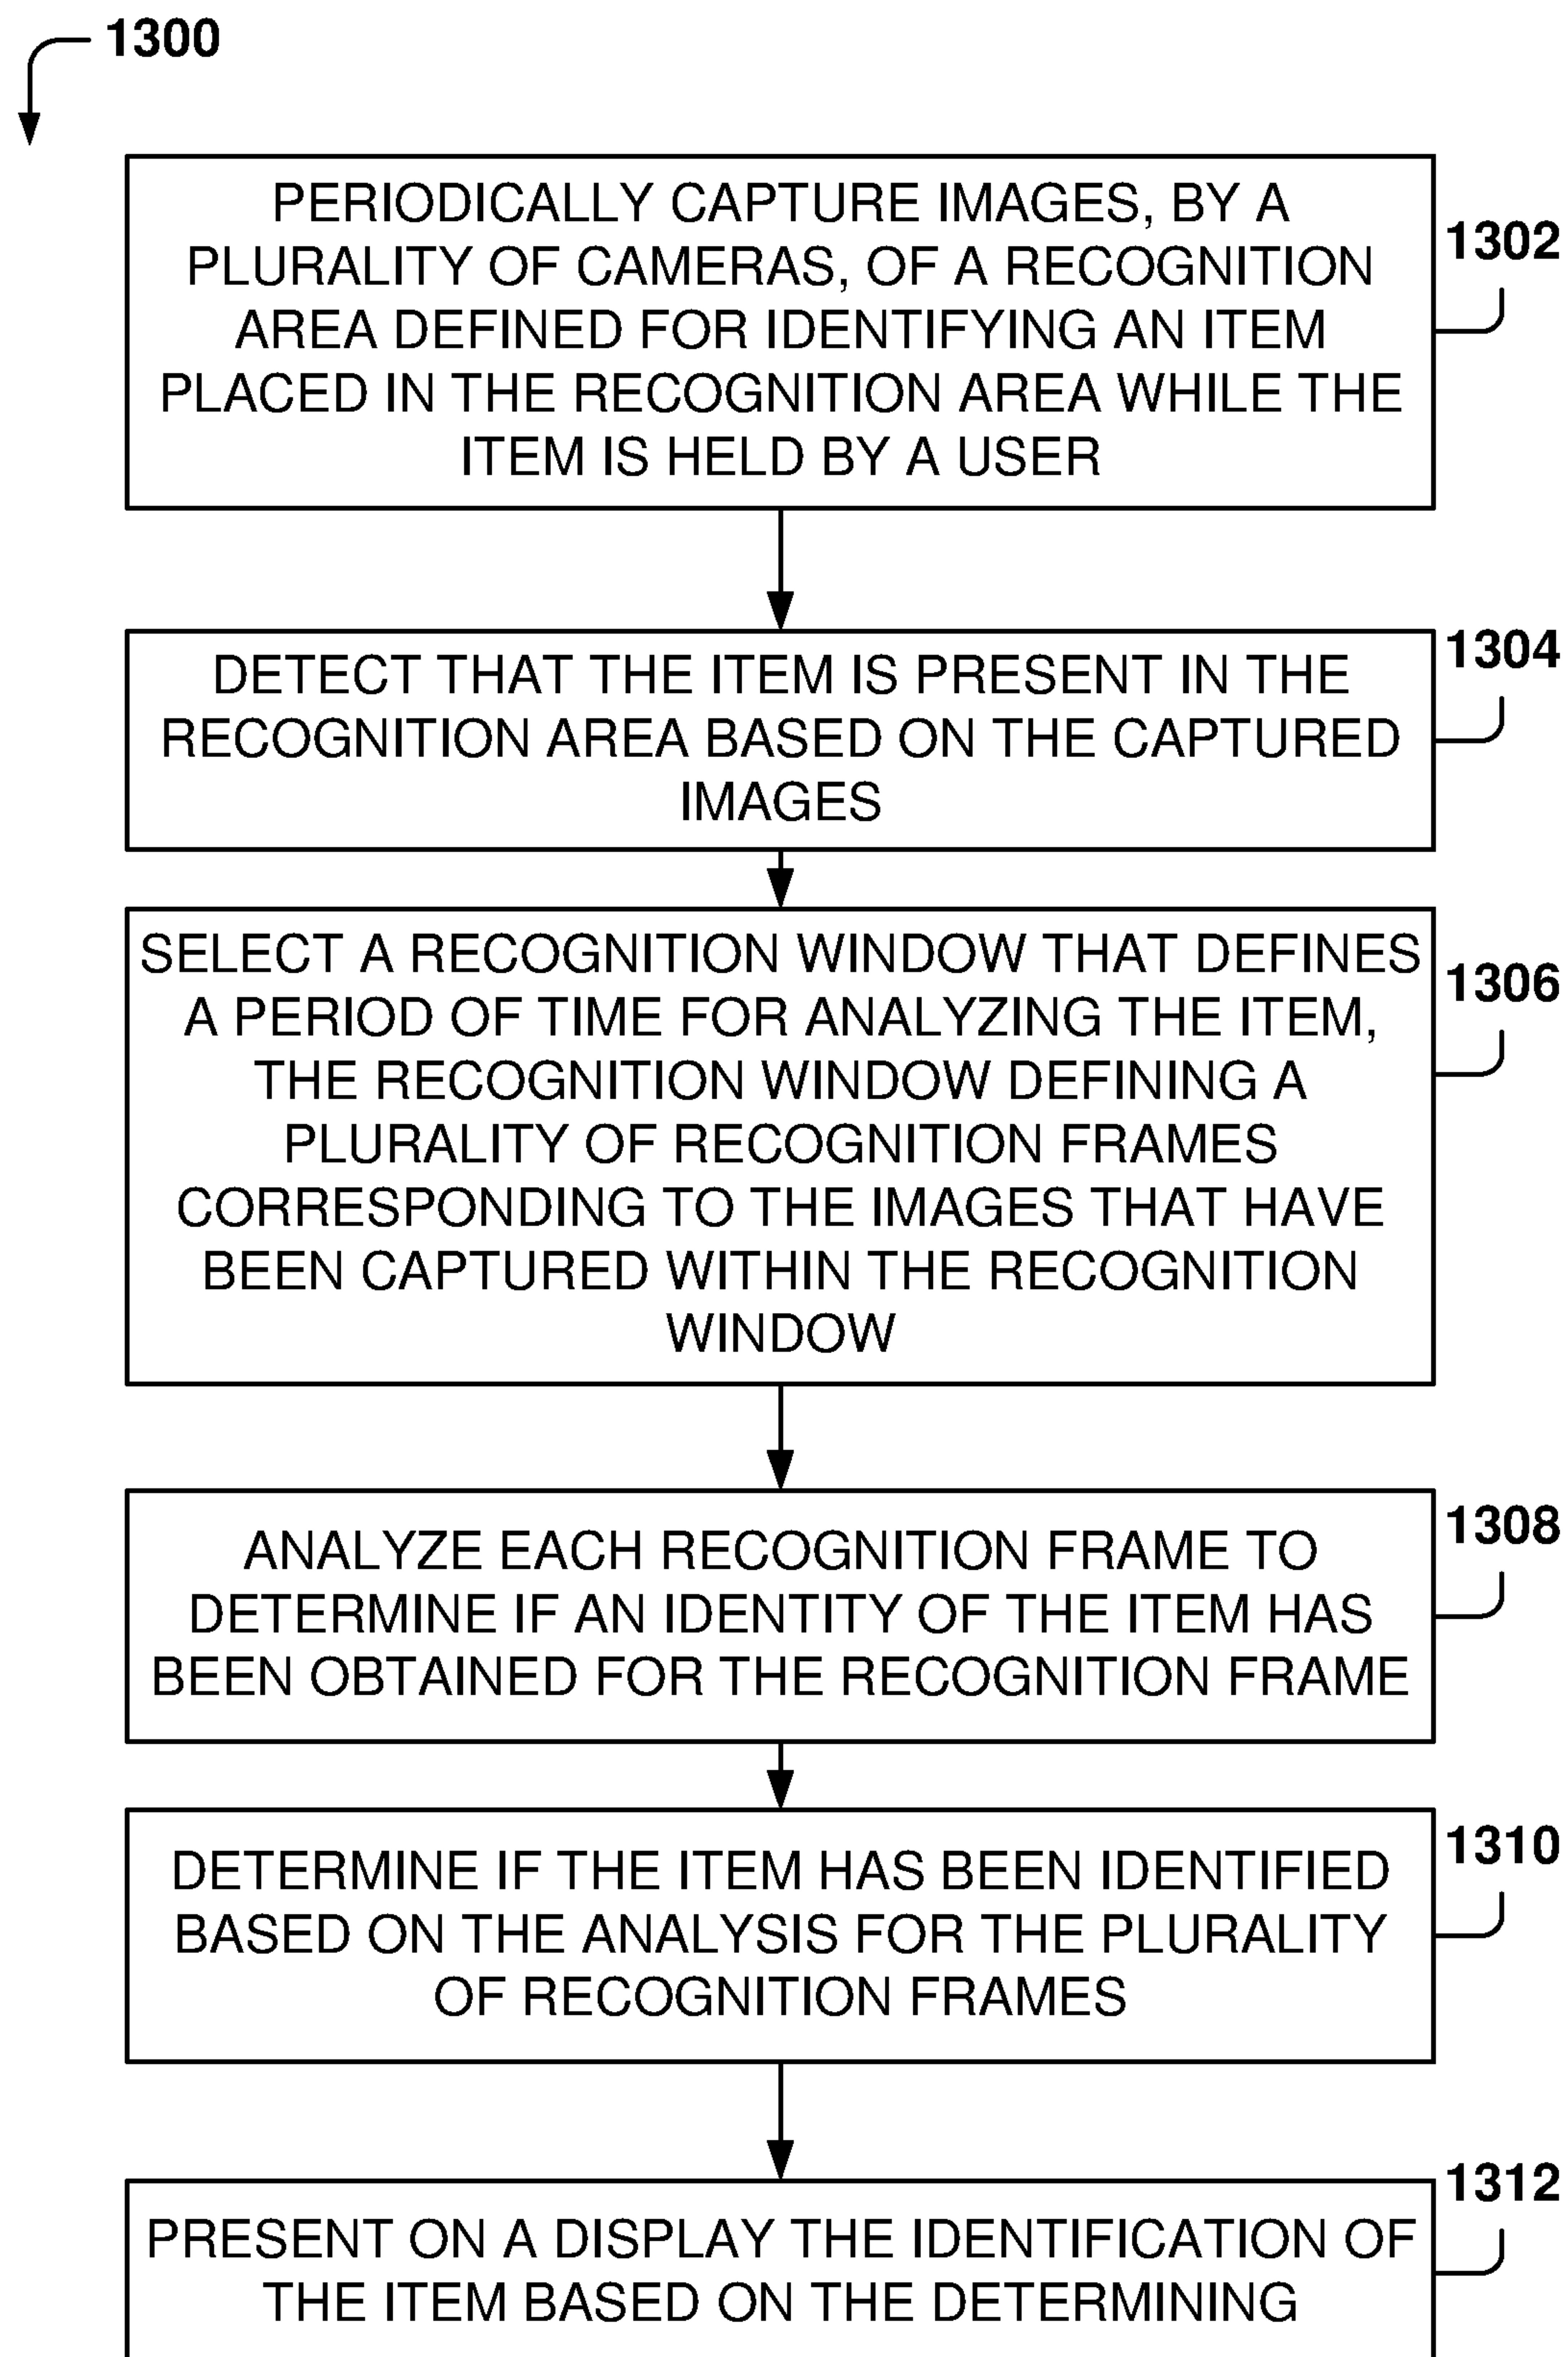 1300
PERIODICALLY CAPTURE IMAGES, BY A
PLURALITY OF CAMERAS, OF A RECOGNITION
AREA DEFINED FOR IDENTIFYING AN ITEM
PLACED IN THE RECOGNITION AREA WHILE THE
ITEM IS HELD BY A USER
1302
DETECT THAT THE ITEM IS PRESENT IN THE
RECOGNITION AREA BASED ON THE CAPTURED
IMAGES
1304
SELECT A RECOGNITION WINDOW THAT DEFINES
A PERIOD OF TIME FOR ANALYZING THE ITEM,
THE RECOGNITION WINDOW DEFINING A
PLURALITY OF RECOGNITION FRAMES
CORRESPONDING TO THE IMAGES THAT HAVE
BEEN CAPTURED WITHIN THE RECOGNITION
WINDOW
1306
ANALYZE EACH RECOGNITION FRAME TO
DETERMINE IF AN IDENTITY OF THE ITEM HAS
BEEN OBTAINED FOR THE RECOGNITION FRAME
1308
DETERMINE IF THE ITEM HAS BEEN IDENTIFIED
BASED ON THE ANALYSIS FOR THE PLURALITY
OF RECOGNITION FRAMES
1310
PRESENT ON A DISPLAY THE IDENTIFICATION OF
THE ITEM BASED ON THE DETERMINING
1312